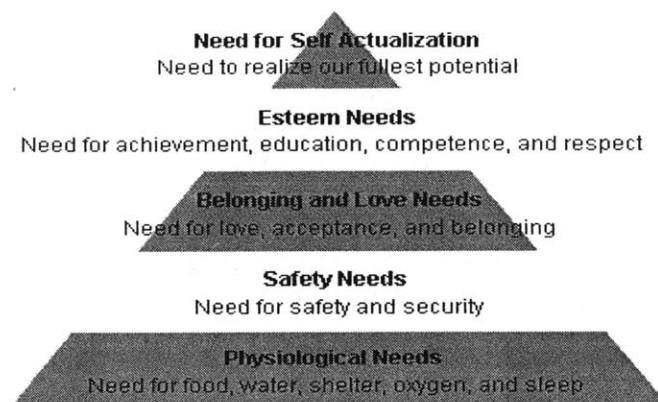 Need for Self Actualization
Need to realize our fullest potential
Esteem Needs
Need for achievement, education, competence, and respect
Belonging and Love Needs
Need for love, acceptance, and belonging
Safety Needs
Need for safety and security
Physiological Needs
Need for food, water, shelter, oxygen, and sleep